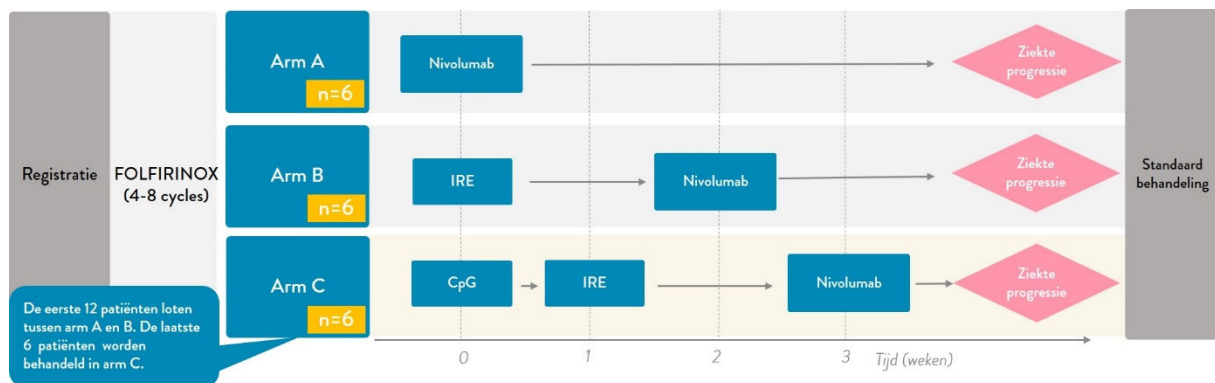 Registratie
FOLFIRINOX
(4-8 cycles)
Arm A
n=6
Nivolumab
Ziekte
progressie
Arm B
n=6
IRE
Nivolumab
Ziekte
progressie
Arm C
n=6
CpG
IRE
Nivolumab
Ziekte
progressie
Standaard
behandeling
De eerste 12 patiënten loten
tussen arm A en B. De laatste
6 patiënten worden
behandeld in arm C.
0
1
2
3
Tijd (weken)